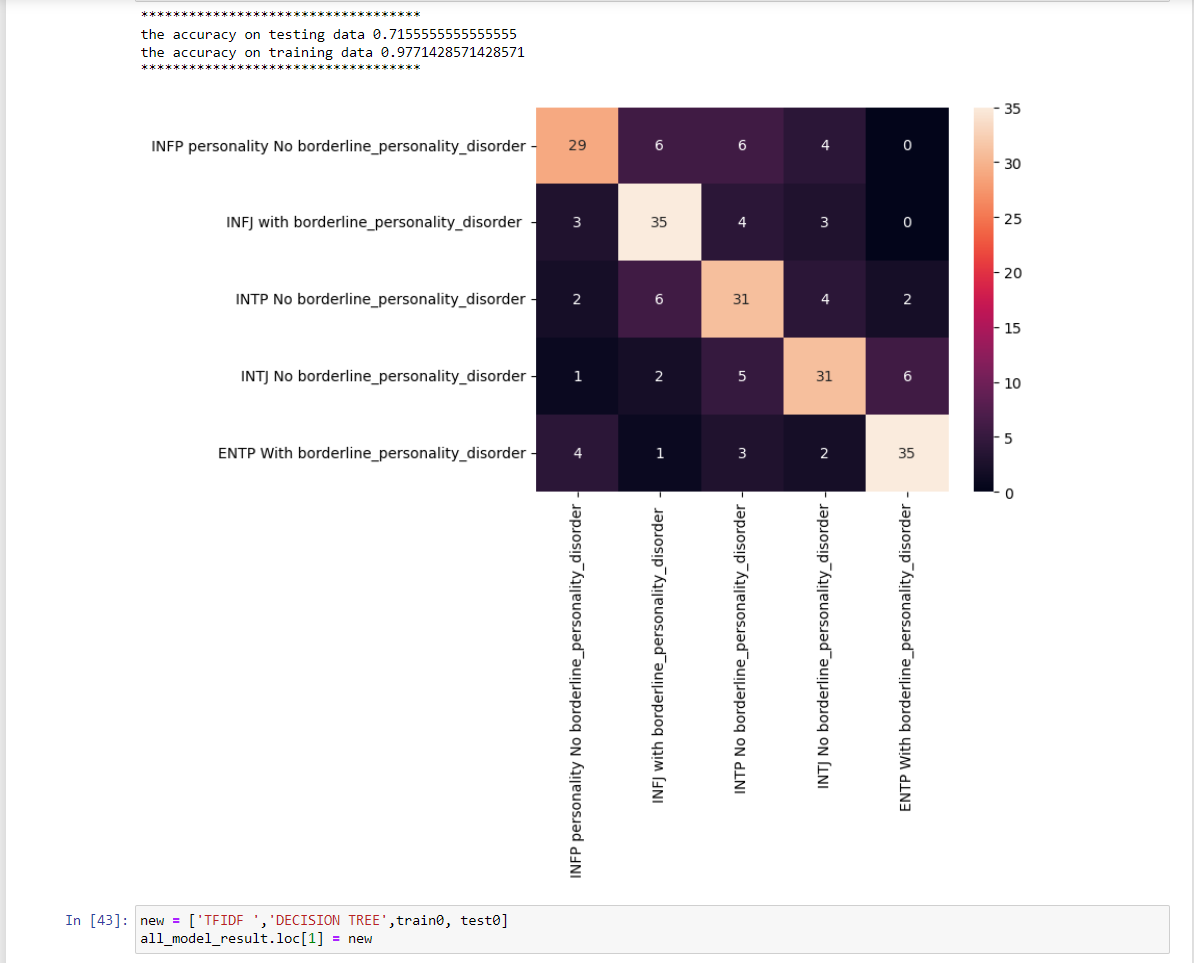 ***********************************
the accuracy on testing data 0.7155555555555555
the accuracy on training data 0.9771428571428571
***********************************
INFP personality No borderline_personality_disorder 29 6 6 4 0
INFJ with borderline_personality_disorder 3 35 4 3 0
INTP No borderline_personality_disorder 2 6 31 4 2
INTJ No borderline_personality_disorder 1 2 5 31 6
ENTP With borderline_personality_disorder 4 1 3 2 35
35
30
25
20
15
10
5
0
INFP personality No borderline_personality_disorder
INFJ with borderline_personality_disorder
INTP No borderline_personality_disorder
INTJ No borderline_personality_disorder
ENTP With borderline_personality_disorder
In [43]: new = ['TFIDF ','DECISION TREE',train0, test0]
all_model_result.loc[1] = new